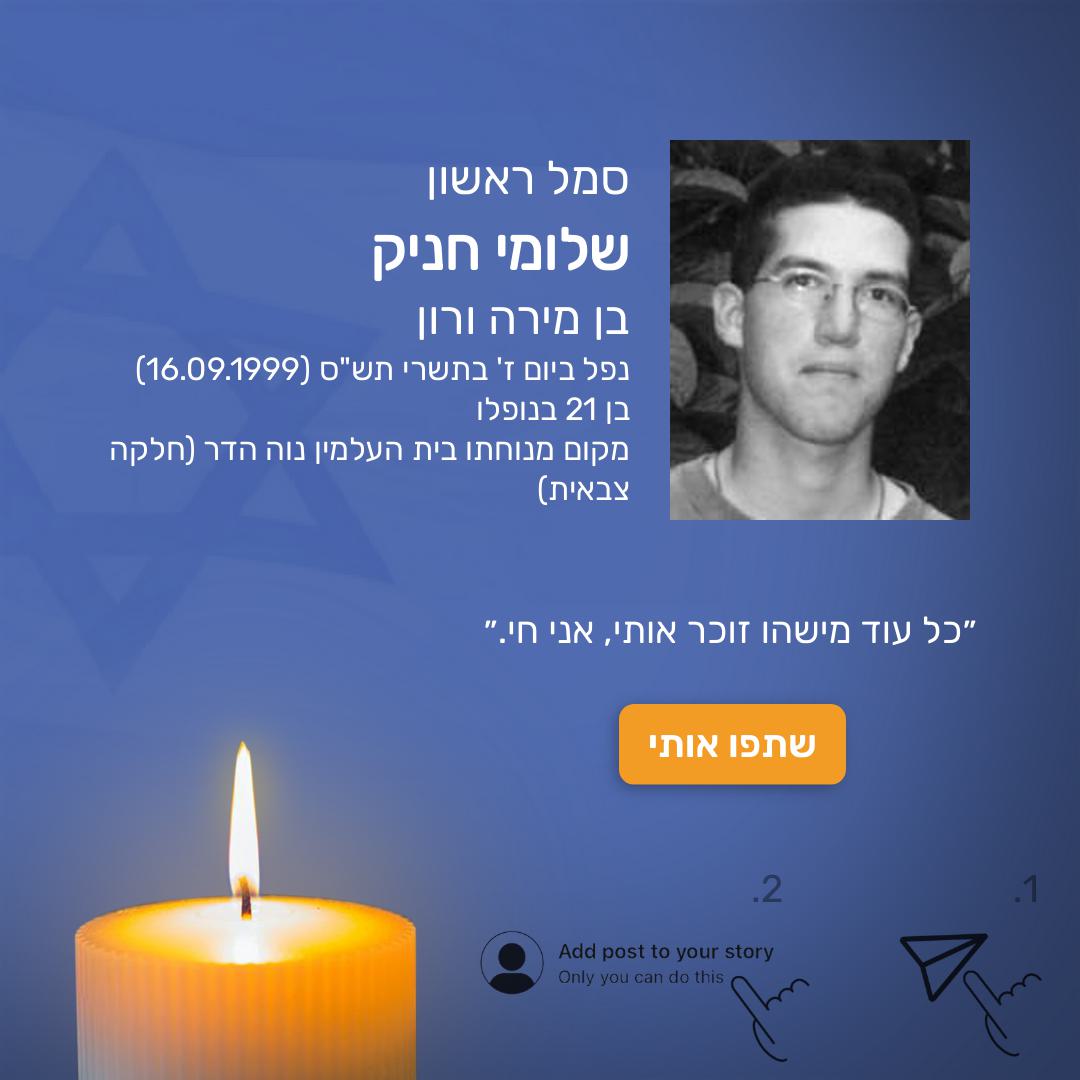 סמל ראשון
שלומי חניק
בן מירה ורון
נפל ביום ז' בתשרי תש"ס (16.09.1999)
בן 21 בנופלו
מקום מנוחתו בית העלמין נוה הדר (חלקה
צבאית)
״כל עוד מישהו זוכר אותי, אני חי.״
שתפו אותי
1.
2.
Add post to your story
Only you can do this